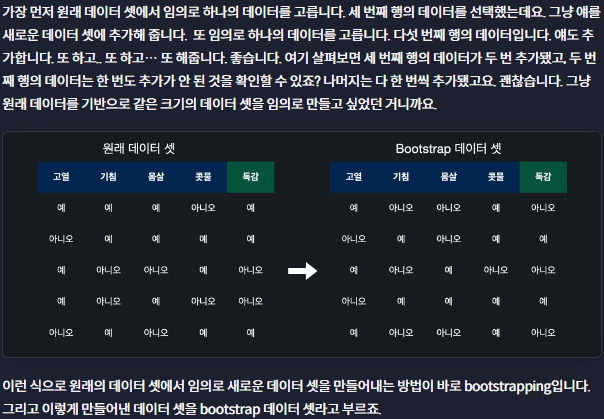 가장 먼저 원래 데이터 셋에서 임의로 하나의 데이터를 고릅니다. 세 번째 행의 데이터를 선택했는데요. 그냥 얘를
새로운 데이터 셋에 추가해 줍니다. 또 임의로 하나의 데이터를 고릅니다. 다섯 번째 행의 데이터입니다. 얘도 추
가합니다. 또 하고.. 또 하고… 또 해줍니다. 좋습니다. 여기 살펴보면 세 번째 행의 데이터가 두 번 추가됐고, 두 번
째 행의 데이터는 한 번도 추가가 안 된 것을 확인할 수 있죠? 나머지는 다 한 번씩 추가됐고요. 괜찮습니다. 그냥
원래 데이터를 기반으로 같은 크기의 데이터 셋을 임의로 만들고 싶었던 거니까요.
원래 데이터 셋
고열 기침 몸살 콧물 독감
예 예 예 아니오 예
아니오 예 예 예 예
예 아니오 아니오 예 아니오
예 아니오 예 아니오 아니오
아니오 예 아니오 예 예
Bootstrap 데이터 셋
고열 기침 몸살 콧물 독감
예 아니오 아니오 예 아니오
아니오 예 아니오 예 예
예 아니오 예 아니오 아니오
아니오 예 예 예 예
예 아니오 아니오 예 아니오
이런 식으로 원래의 데이터 셋에서 임의로 새로운 데이터 셋을 만들어내는 방법이 바로 bootstrapping입니다.
그리고 이렇게 만들어낸 데이터 셋을 bootstrap 데이터 셋라고 부르죠.